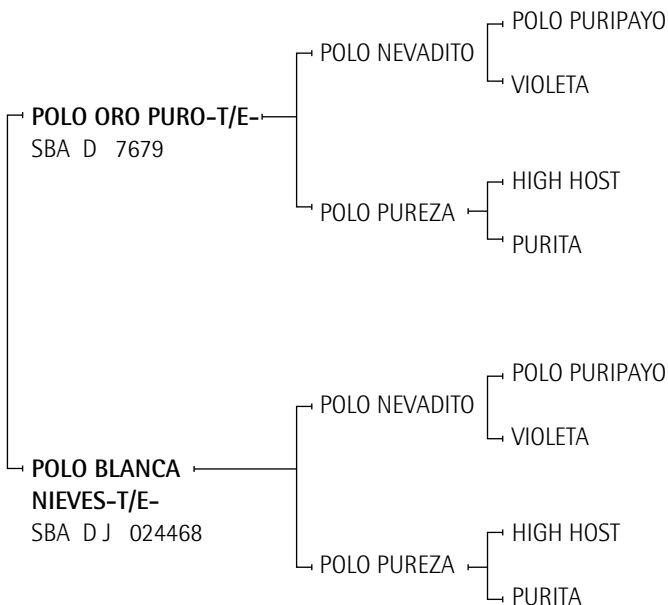 POLO PURIPAYO
POLO NEVADITO
VIOLETA
POLO ORO PURO-T/E-
SBA D 7679
HIGH HOST
POLO PUREZA
PURITA
POLO PURIPAYO
POLO NEVADITO
VIOLETA
POLO BLANCA
NIEVES-T/E-
SBA D J 024468
HIGH HOST
POLO PUREZA
PURITA